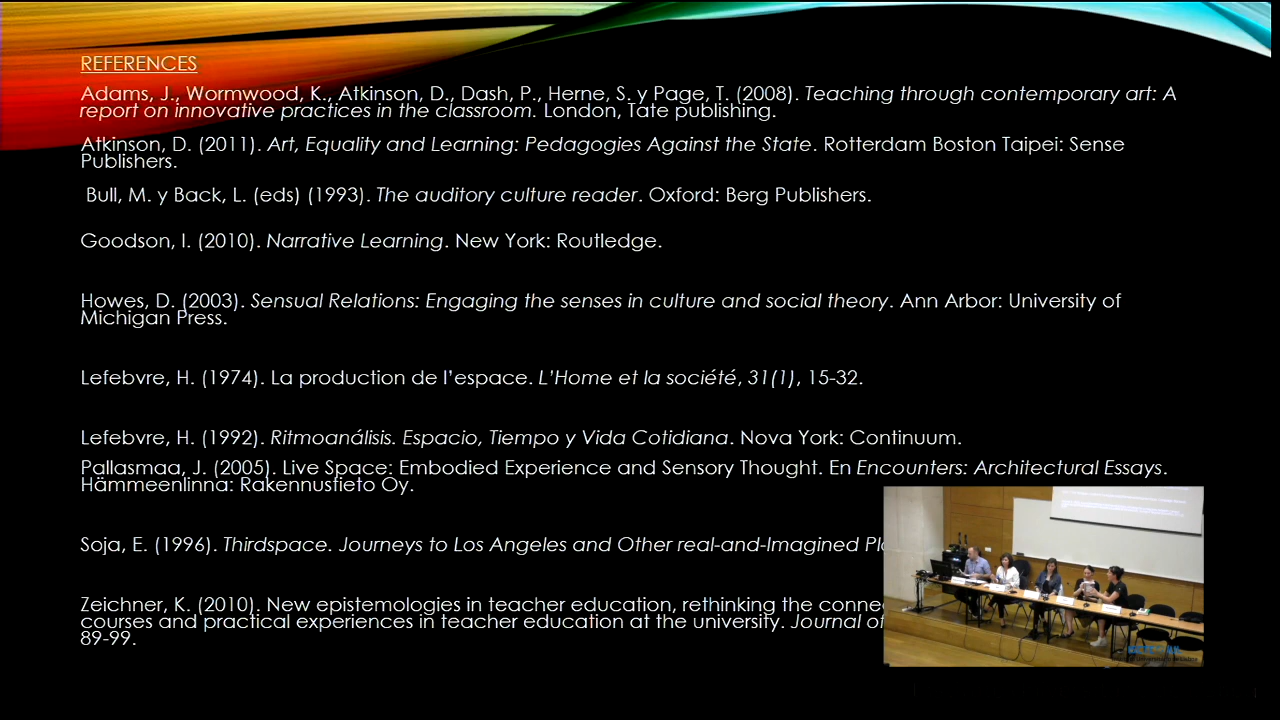 REFERENCES
Adams, J., Wormwood, K., Atkinson, D., Dash, P., Herne, S. y Page, T. (2008). Teaching through contemporary art: A
report on innovative practices in the classroom. London, Tate publishing.
Atkinson, D. (2011). Art, Equality and Learning: Pedagogies Against the State. Rotterdam Boston Taipei: Sense
Publishers.
Bull, M. y Back, L. (eds) (1993). The auditory culture reader. Oxford: Berg Publishers.
Goodson, I. (2010). Narrative Learning. New York: Routledge.
Howes, D. (2003). Sensual Relations: Engaging the senses in culture and social theory. Ann Arbor: University of
Michigan Press.
Lefebvre, H. (1974). La production de l'espace. L'Home et la société, 31(1), 15-32.
Lefebvre, H. (1992). Ritmoanálisis. Espacio, Tiempo y Vida Cotidiana. Nova York: Continuum.
Pallasmaa, J. (2005). Live Space: Embodied Experience and Sensory Thought. En Encounters: Architectural Essays.
Hämmeenlinna: Rakennustieto Oy.
Soja, E. (1996). Thirdspace. Journeys to Los Angeles and Other real-and-Imagined
Zeichner, K. (2010). New epistemologies in teacher education, rethinking the
courses and practical experiences in teacher education at the university. Journal of
89-99.